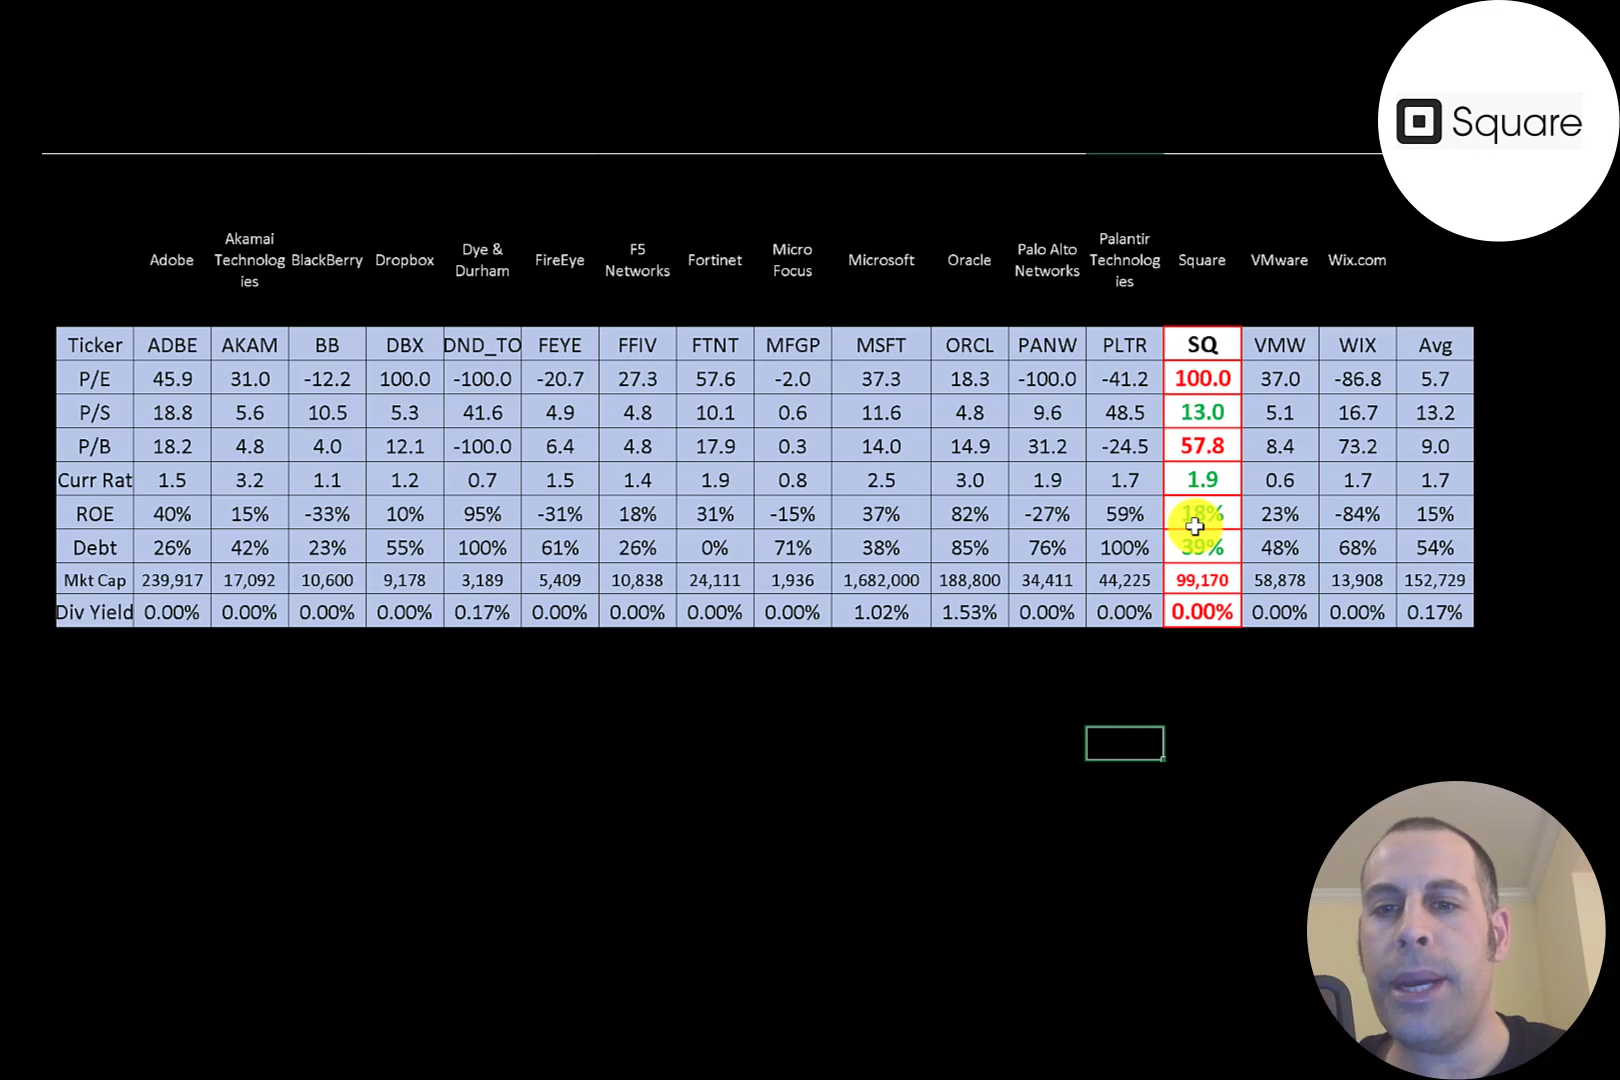 Square
Adobe
Akamai
Technolog
ies
BlackBerry
Dropbox
Dye &
Durham
FireEye
F5
Networks
Fortinet
Micro
Focus
Microsoft
Oracle
Palo Alto
Networks
Palantir
Technolog
ies
Square
VMware
Wix.com
Ticker ADBE AKAM BB DBX DND_TO FEYE FFIV FTNT MFGP MSFT ORCL PANW PLTR SQ VMW WIX Avg
P/E 45.9 31.0 -12.2 100.0 -100.0 -20.7 27.3 57.6 -2.0 37.3 18.3 -100.0 -41.2 100.0 37.0 -86.8 5.7
P/S 18.8 5.6 10.5 5.3 41.6 4.9 4.8 10.1 0.6 11.6 4.8 9.6 48.5 13.0 5.1 16.7 13.2
P/B 18.2 4.8 4.0 12.1 -100.0 6.4 4.8 17.9 0.3 14.0 14.9 31.2 -24.5 57.8 8.4 73.2 9.0
Curr Rat 1.5 3.2 1.1 1.2 0.7 1.5 1.4 1.9 0.8 2.5 3.0 1.9 1.7 1.9 0.6 1.7 1.7
ROE 40% 15% -33% 10% 95% -31% 18% 31% -15% 37% 82% -27% 59% 18% 23% -84% 15%
Debt 26% 42% 23% 55% 100% 61% 26% 0% 71% 38% 85% 76% 100% 39% 48% 68% 54%
Mkt Cap 239,917 17,092 10,600 9,178 3,189 5,409 10,838 24,111 1,936 1,682,000 188,800 34,411 44,225 99,170 58,878 13,908 152,729
Div Yield 0.00% 0.00% 0.00% 0.00% 0.17% 0.00% 0.00% 0.00% 0.00% 1.02% 1.53% 0.00% 0.00% 0.00% 0.00% 0.00% 0.17%